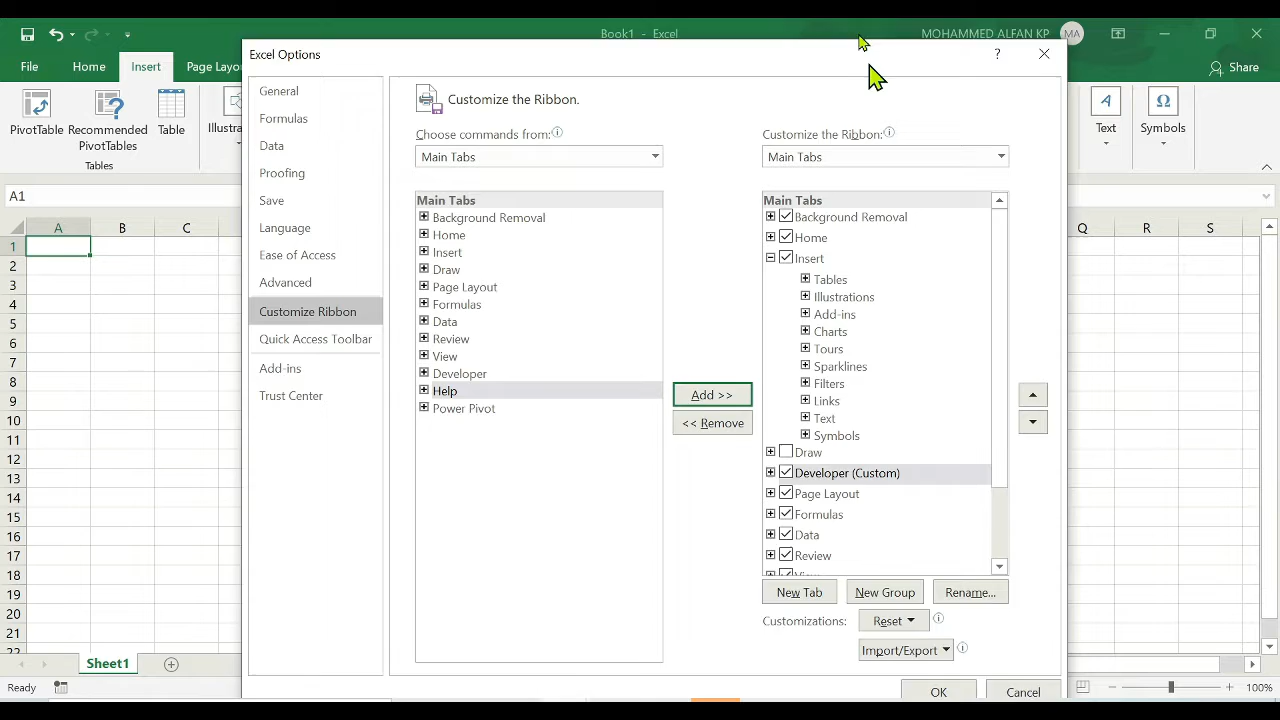 Book1 - Excel
MOHAMMED ALFAN KP
MA
Excel Options
?
File
Home
Insert
Page Layou
Share
PivotTable
Recommended
PivotTables
Table
Illustra
Tables
Text
Symbols
A1
A
B
C
Q
R
S
1
2
3
4
5
6
7
8
9
10
11
12
13
14
15
16
17
18
19
20
21
22
General
Formulas
Data
Proofing
Save
Language
Ease of Access
Advanced
Customize Ribbon
Quick Access Toolbar
Add-ins
Trust Center
Customize the Ribbon.
Choose commands from:
Main Tabs
Main Tabs
Background Removal
Home
Insert
Draw
Page Layout
Formulas
Data
Review
View
Developer
Help
Power Pivot
Add >>
<< Remove
Customize the Ribbon:
Main Tabs
Main Tabs
Background Removal
Home
Insert
Tables
Illustrations
Add-ins
Charts
Tours
Sparklines
Filters
Links
Text
Symbols
Draw
Developer (Custom)
Page Layout
Formulas
Data
Review
View
New Tab
New Group
Rename...
Customizations:
Reset
Import/Export
OK
Cancel
Sheet1
Ready
100%